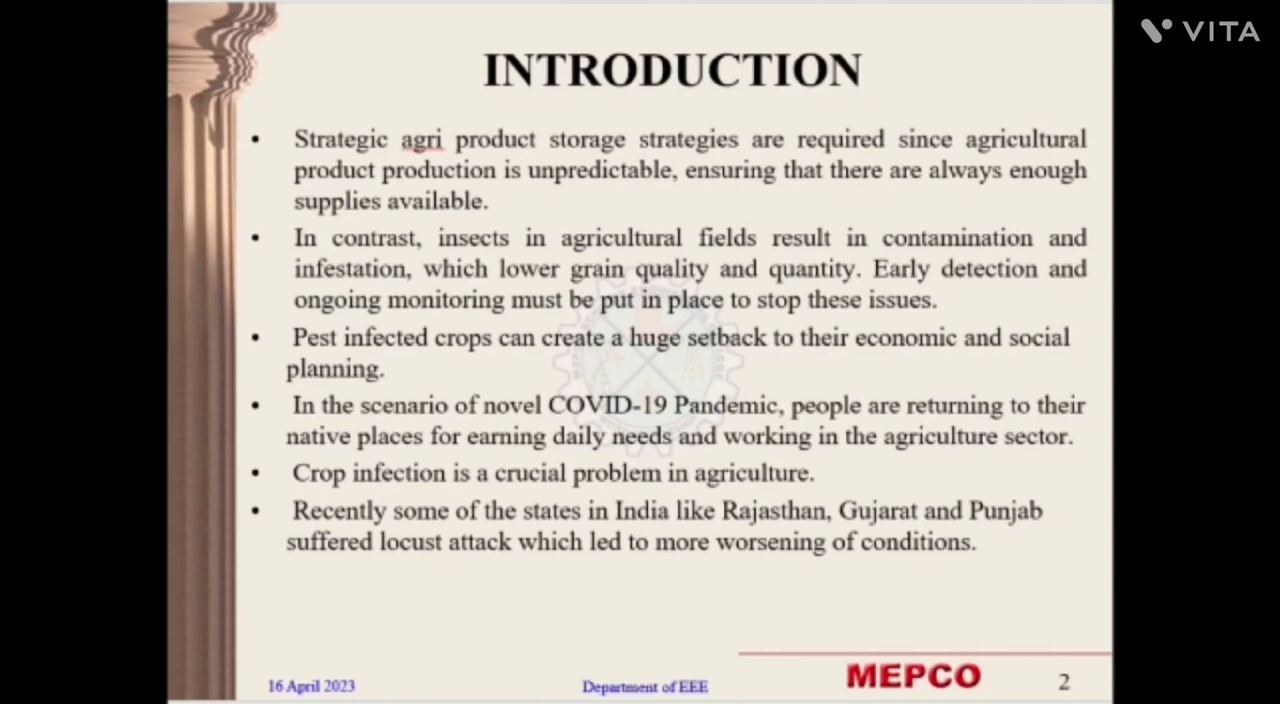 VITA
INTRODUCTION
• Strategic agri product storage strategies are required since agricultural
product production is unpredictable, ensuring that there are always enough
supplies available.
• In contrast, insects in agricultural fields result in contamination and
infestation, which lower grain quality and quantity. Early detection and
ongoing monitoring must be put in place to stop these issues.
• Pest infected crops can create a huge setback to their economic and social
planning.
• In the scenario of novel COVID-19 Pandemic, people are returning to their
native places for earning daily needs and working in the agriculture sector.
• Crop infection is a crucial problem in agriculture.
• Recently some of the states in India like Rajasthan, Gujarat and Punjab
suffered locust attack which led to more worsening of conditions.
16 April 2023
Department of EEE
MEPCO
2